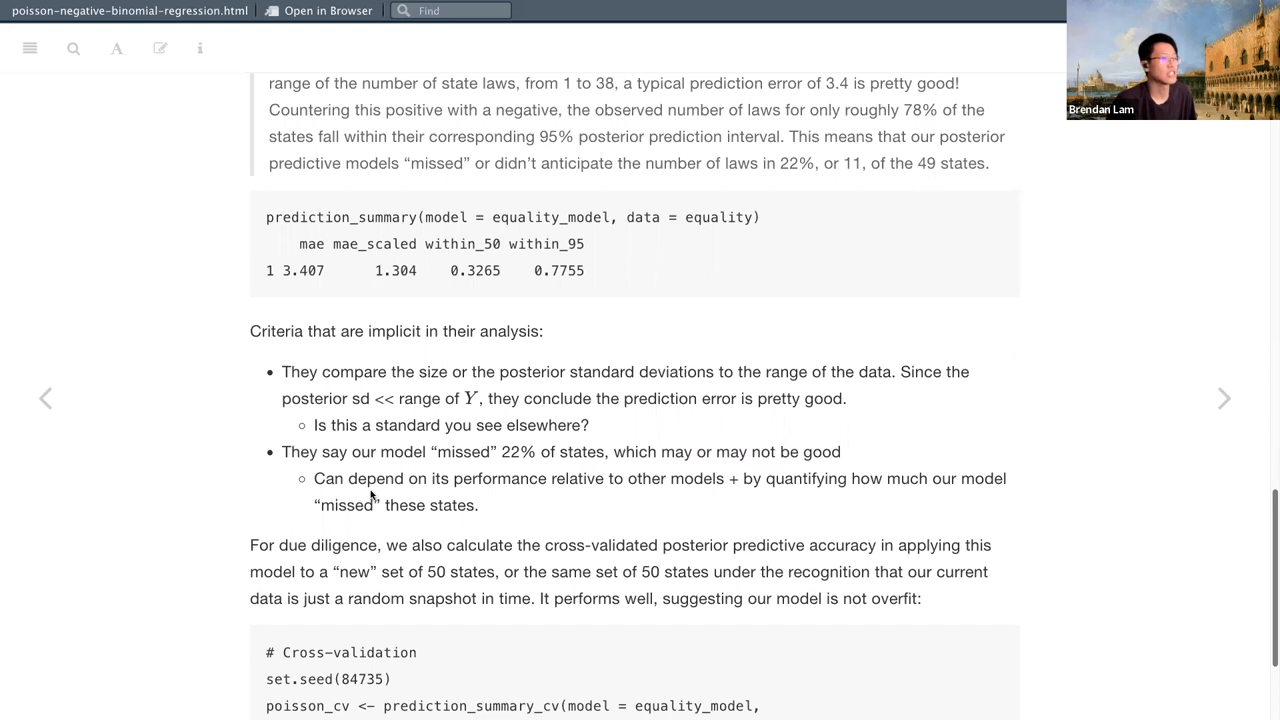 poisson-negative-binomial-regression.html
Open in Browser
Find
Brendan Lam
range of the number of state laws, from 1 to 38, a typical prediction error of 3.4 is pretty good!
Countering this positive with a negative, the observed number of laws for only roughly 78% of the
states fall within their corresponding 95% posterior prediction interval. This means that our posterior
predictive models “missed” or didn’t anticipate the number of laws in 22%, or 11, of the 49 states.
prediction_summary(model = equality_model, data = equality)
mae mae_scaled within_50 within_95
1 3.407 1.304 0.3265 0.7755
Criteria that are implicit in their analysis:
• They compare the size or the posterior standard deviations to the range of the data. Since the
posterior sd << range of Y, they conclude the prediction error is pretty good.
◦ Is this a standard you see elsewhere?
• They say our model “missed” 22% of states, which may or may not be good
◦ Can depend on its performance relative to other models + by quantifying how much our model
“missed” these states.
For due diligence, we also calculate the cross-validated posterior predictive accuracy in applying this
model to a “new” set of 50 states, or the same set of 50 states under the recognition that our current
data is just a random snapshot in time. It performs well, suggesting our model is not overfit:
# Cross-validation
set.seed(84735)
poisson_cv <- prediction_summary_cv(model = equality_model,